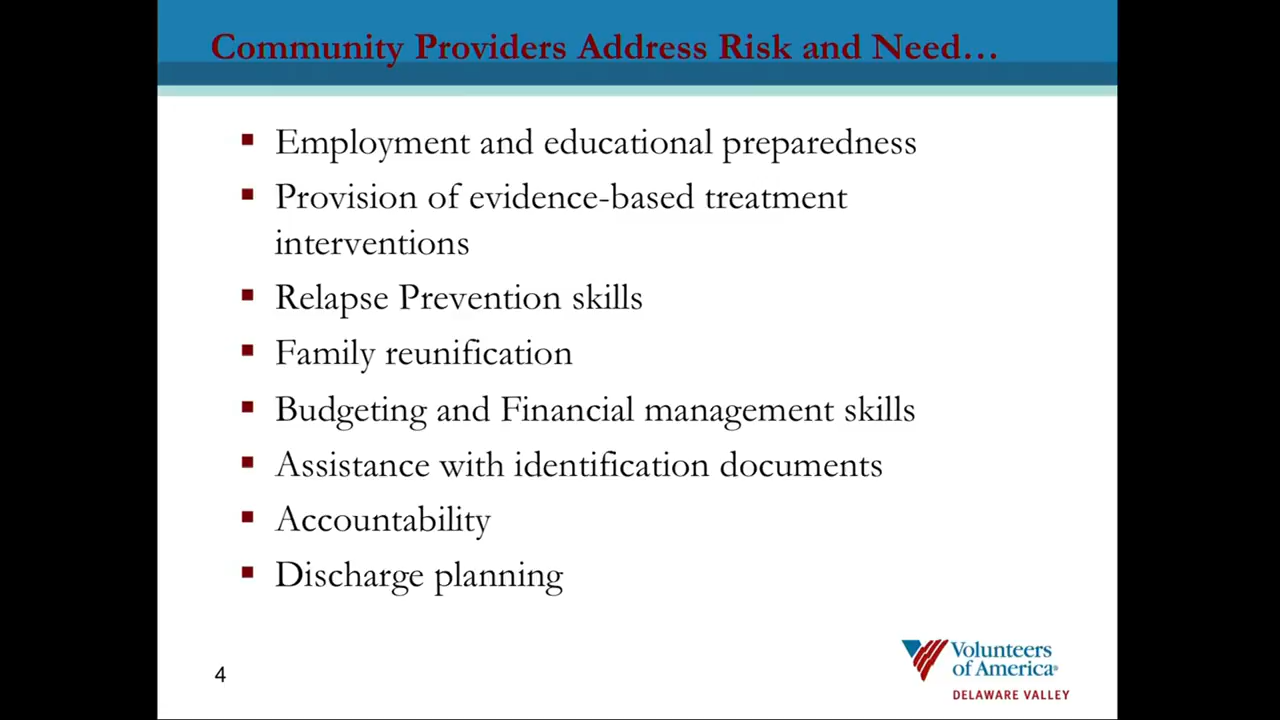 Community Providers Address Risk and Need…
▪ Employment and educational preparedness
▪ Provision of evidence-based treatment
interventions
▪ Relapse Prevention skills
▪ Family reunification
▪ Budgeting and Financial management skills
▪ Assistance with identification documents
▪ Accountability
▪ Discharge planning
4
Volunteers
of America®
DELAWARE VALLEY